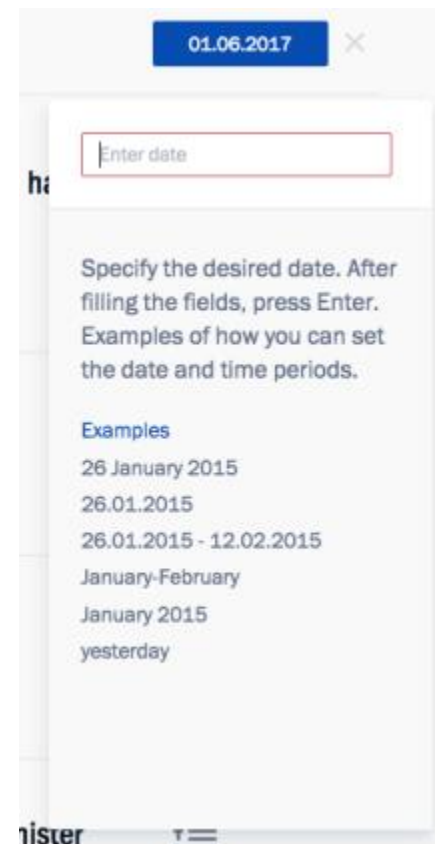 01.06.2017
Enter date
ha
Specify the desired date. After
filling the fields, press Enter.
Examples of how you can set
the date and time periods.
Examples
26 January 2015
26.01.2015
26.01.2015 - 12.02.2015
January-February
January 2015
yesterday
nister